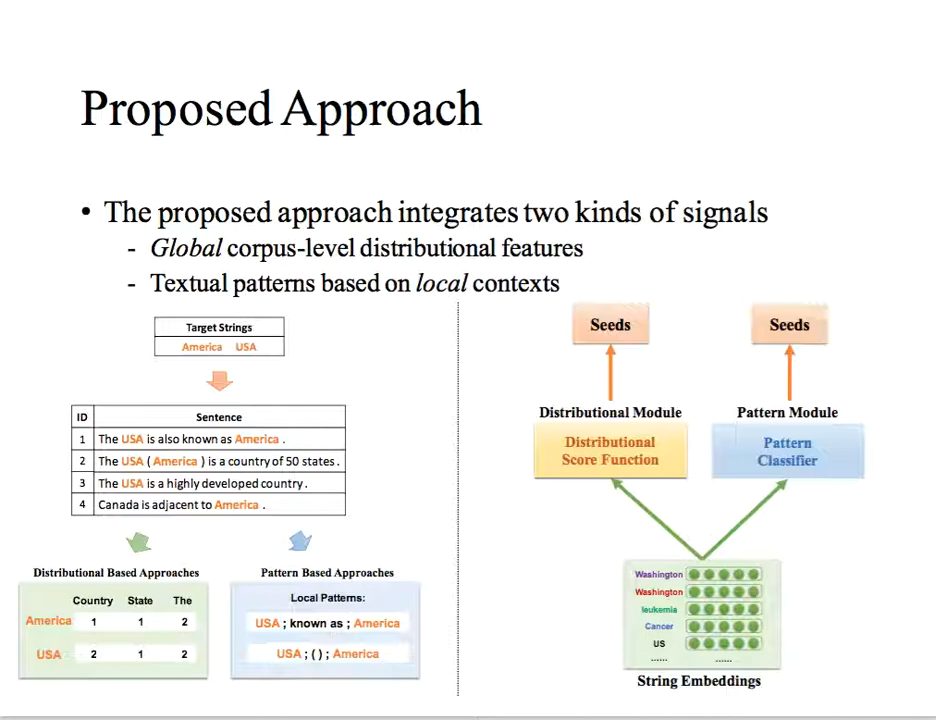 Proposed Approach
• The proposed approach integrates two kinds of signals
- Global corpus-level distributional features
- Textual patterns based on local contexts
Target Strings
America USA
ID Sentence
1 The USA is also known as America .
2 The USA ( America ) is a country of 50 states .
3 The USA is a highly developed country .
4 Canada is adjacent to America .
Distributional Based Approaches
Country State The
America 1 1 2
USA 2 1 2
Pattern Based Approaches
Local Patterns:
USA ; known as ; America
USA ; ( ) ; America
Seeds
Seeds
Distributional Module
Pattern Module
Distributional
Score Function
Pattern
Classifier
Washington
Washington
leukemia
Cancer
US
...... ......
String Embeddings